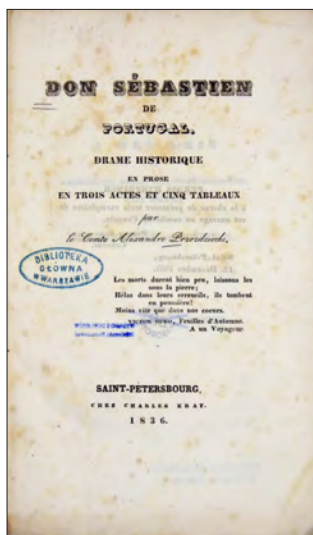 DON SÉBASTIEN
DE
PORTUGAL.
DRAME HISTORIQUE
EN PROSE
EN TROIS ACTES ET CINQ TABLEAUX
par
le Comte Alexandre Przezdziecki,
BIBLIOTEKA
GŁÓWNA
W WARSZAWIE
Les morts durent bien peu, laissons les
sous la pierre;
Hélas dans leurs cercueils, ils tombent
en poussière!
Moins vite que dans nos coeurs.
VICTOR HUGO, Feuilles d'Automne.
A un Voyageur.
SAINT-PÉTERSBOURG,
CHEZ CHARLES KRAY.
1836.